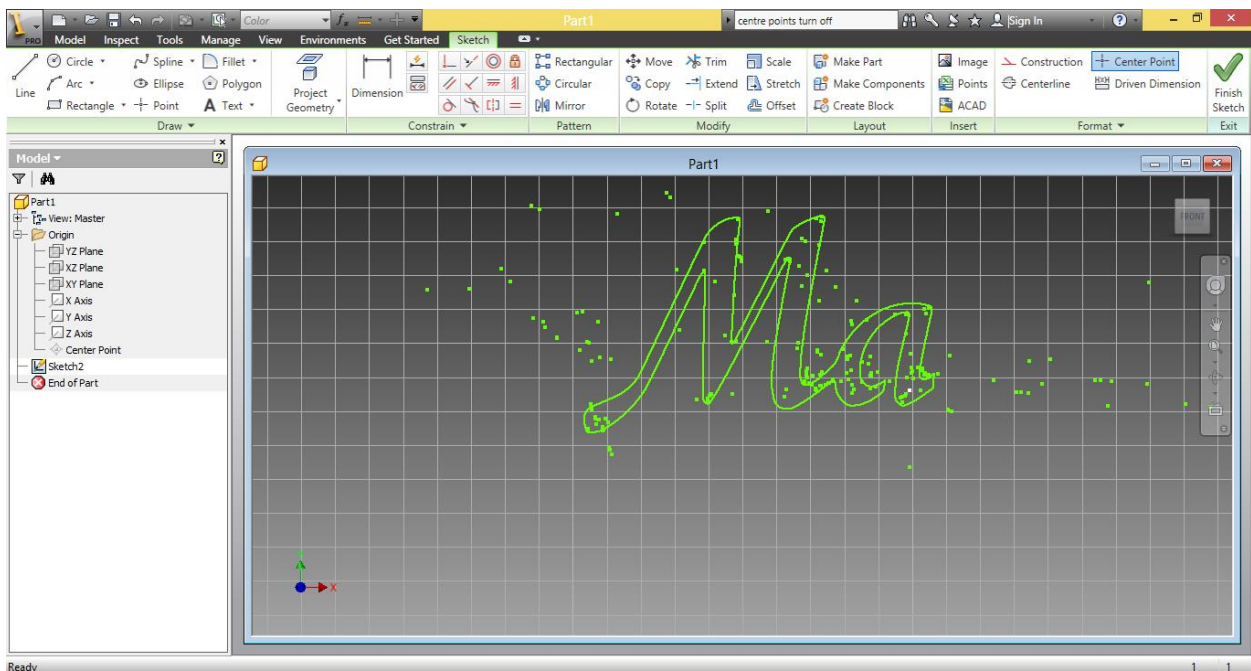 Color
Part1
centre points turn off
Sign In
PRO
Model Inspect Tools Manage View Environments Get Started Sketch
Line
Circle
Arc
Rectangle
Spline
Ellipse
Point
Fillet
Polygon
A Text
Project Geometry
Dimension
Rectangular
Circular
Mirror
Move
Copy
Rotate
Trim
Extend
Split
Scale
Stretch
Offset
Make Part
Make Components
Create Block
Image
Points
ACAD
Construction
Centerline
Center Point
Driven Dimension
Finish Sketch
Draw Constrain Pattern Modify Layout Insert Format Exit
Model
Part1
View: Master
Origin
YZ Plane
XZ Plane
XY Plane
X Axis
Y Axis
Z Axis
Center Point
Sketch2
End of Part
Part1
FRONT
Ma
X
Ready
1 1